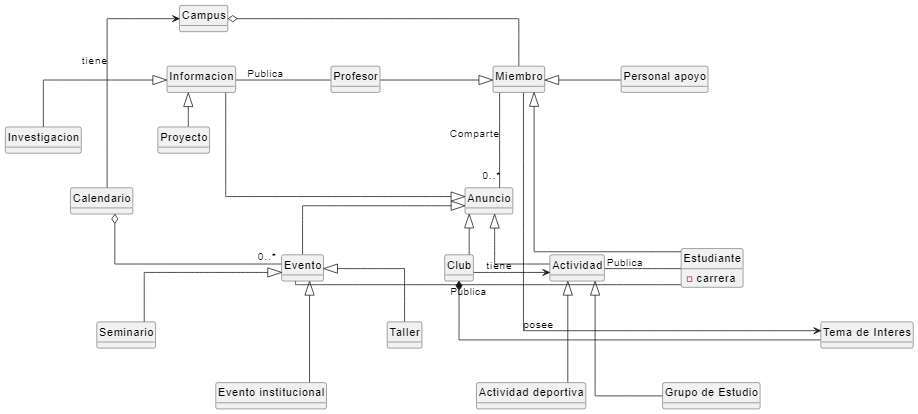 Campus
tiene
Informacion
Publica
Profesor
Miembro
Personal apoyo
Investigacion
Proyecto
Comparte
0..*
Calendario
Anuncio
0..*
Evento
Club
tiene
Actividad
Publica
Estudiante
carrera
Publica
Seminario
Taller
posee
Tema de Interes
Evento institucional
Actividad deportiva
Grupo de Estudio